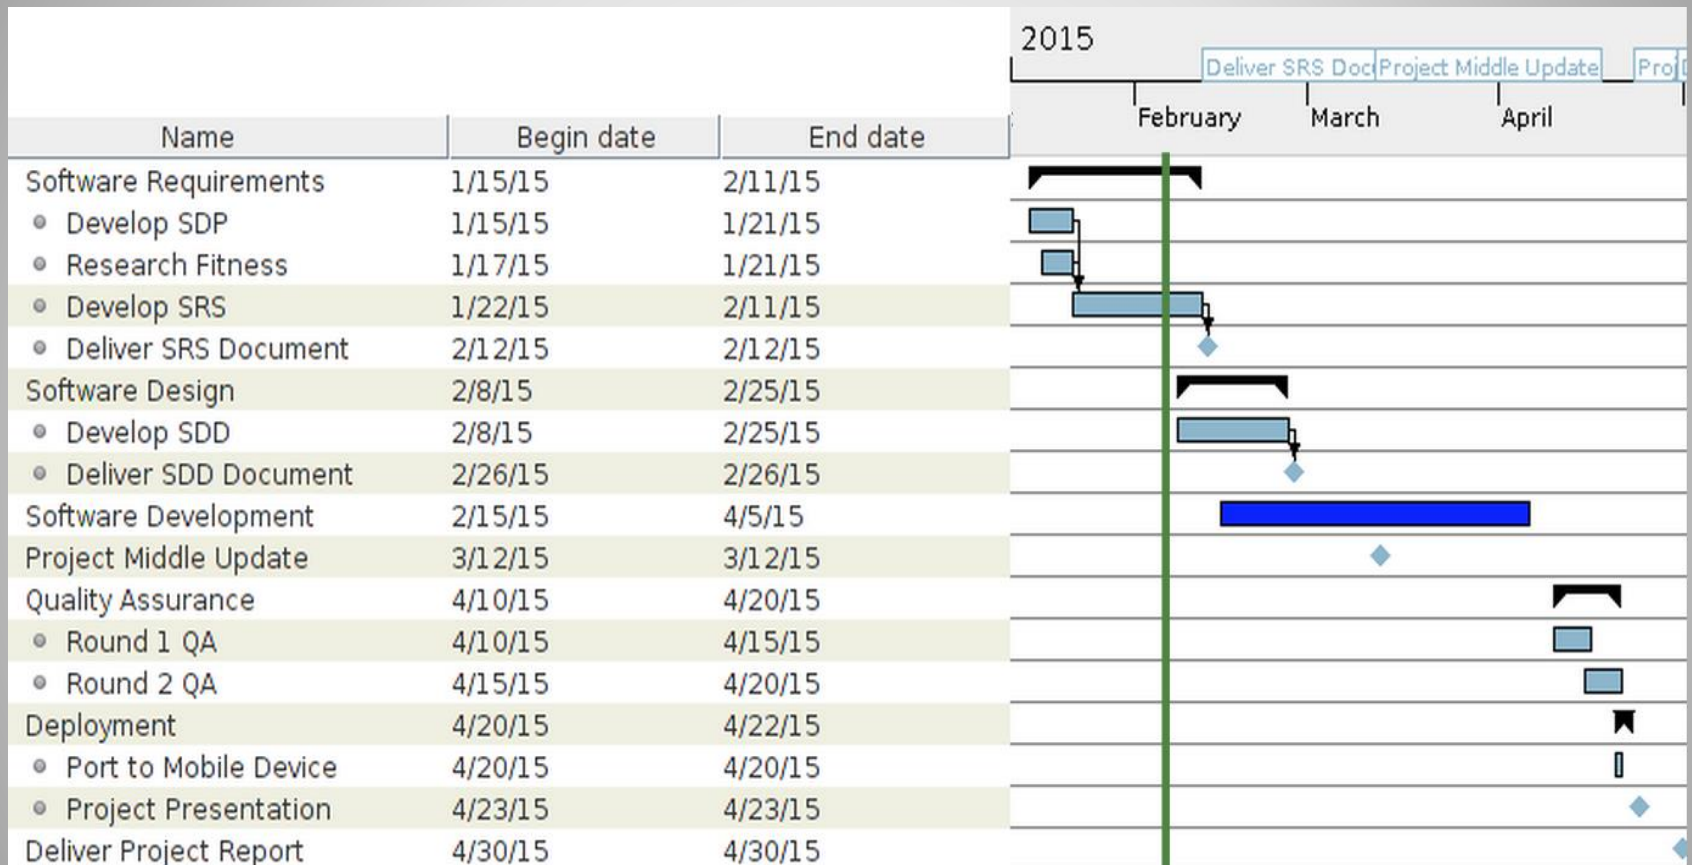 2015
Deliver SRS Doc Project Middle Update Proj
February March April
Name Begin date End date
Software Requirements 1/15/15 2/11/15
Develop SDP 1/15/15 1/21/15
Research Fitness 1/17/15 1/21/15
Develop SRS 1/22/15 2/11/15
Deliver SRS Document 2/12/15 2/12/15
Software Design 2/8/15 2/25/15
Develop SDD 2/8/15 2/25/15
Deliver SDD Document 2/26/15 2/26/15
Software Development 2/15/15 4/5/15
Project Middle Update 3/12/15 3/12/15
Quality Assurance 4/10/15 4/20/15
Round 1 QA 4/10/15 4/15/15
Round 2 QA 4/15/15 4/20/15
Deployment 4/20/15 4/22/15
Port to Mobile Device 4/20/15 4/20/15
Project Presentation 4/23/15 4/23/15
Deliver Project Report 4/30/15 4/30/15